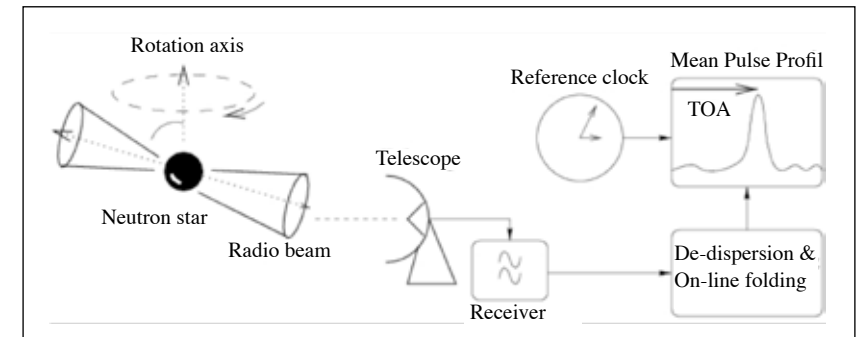 Rotation axis
Mean Pulse Profil
Reference clock
TOA
Telescope
Neutron star
Radio beam
De-dispersion &
On-line folding
Receiver